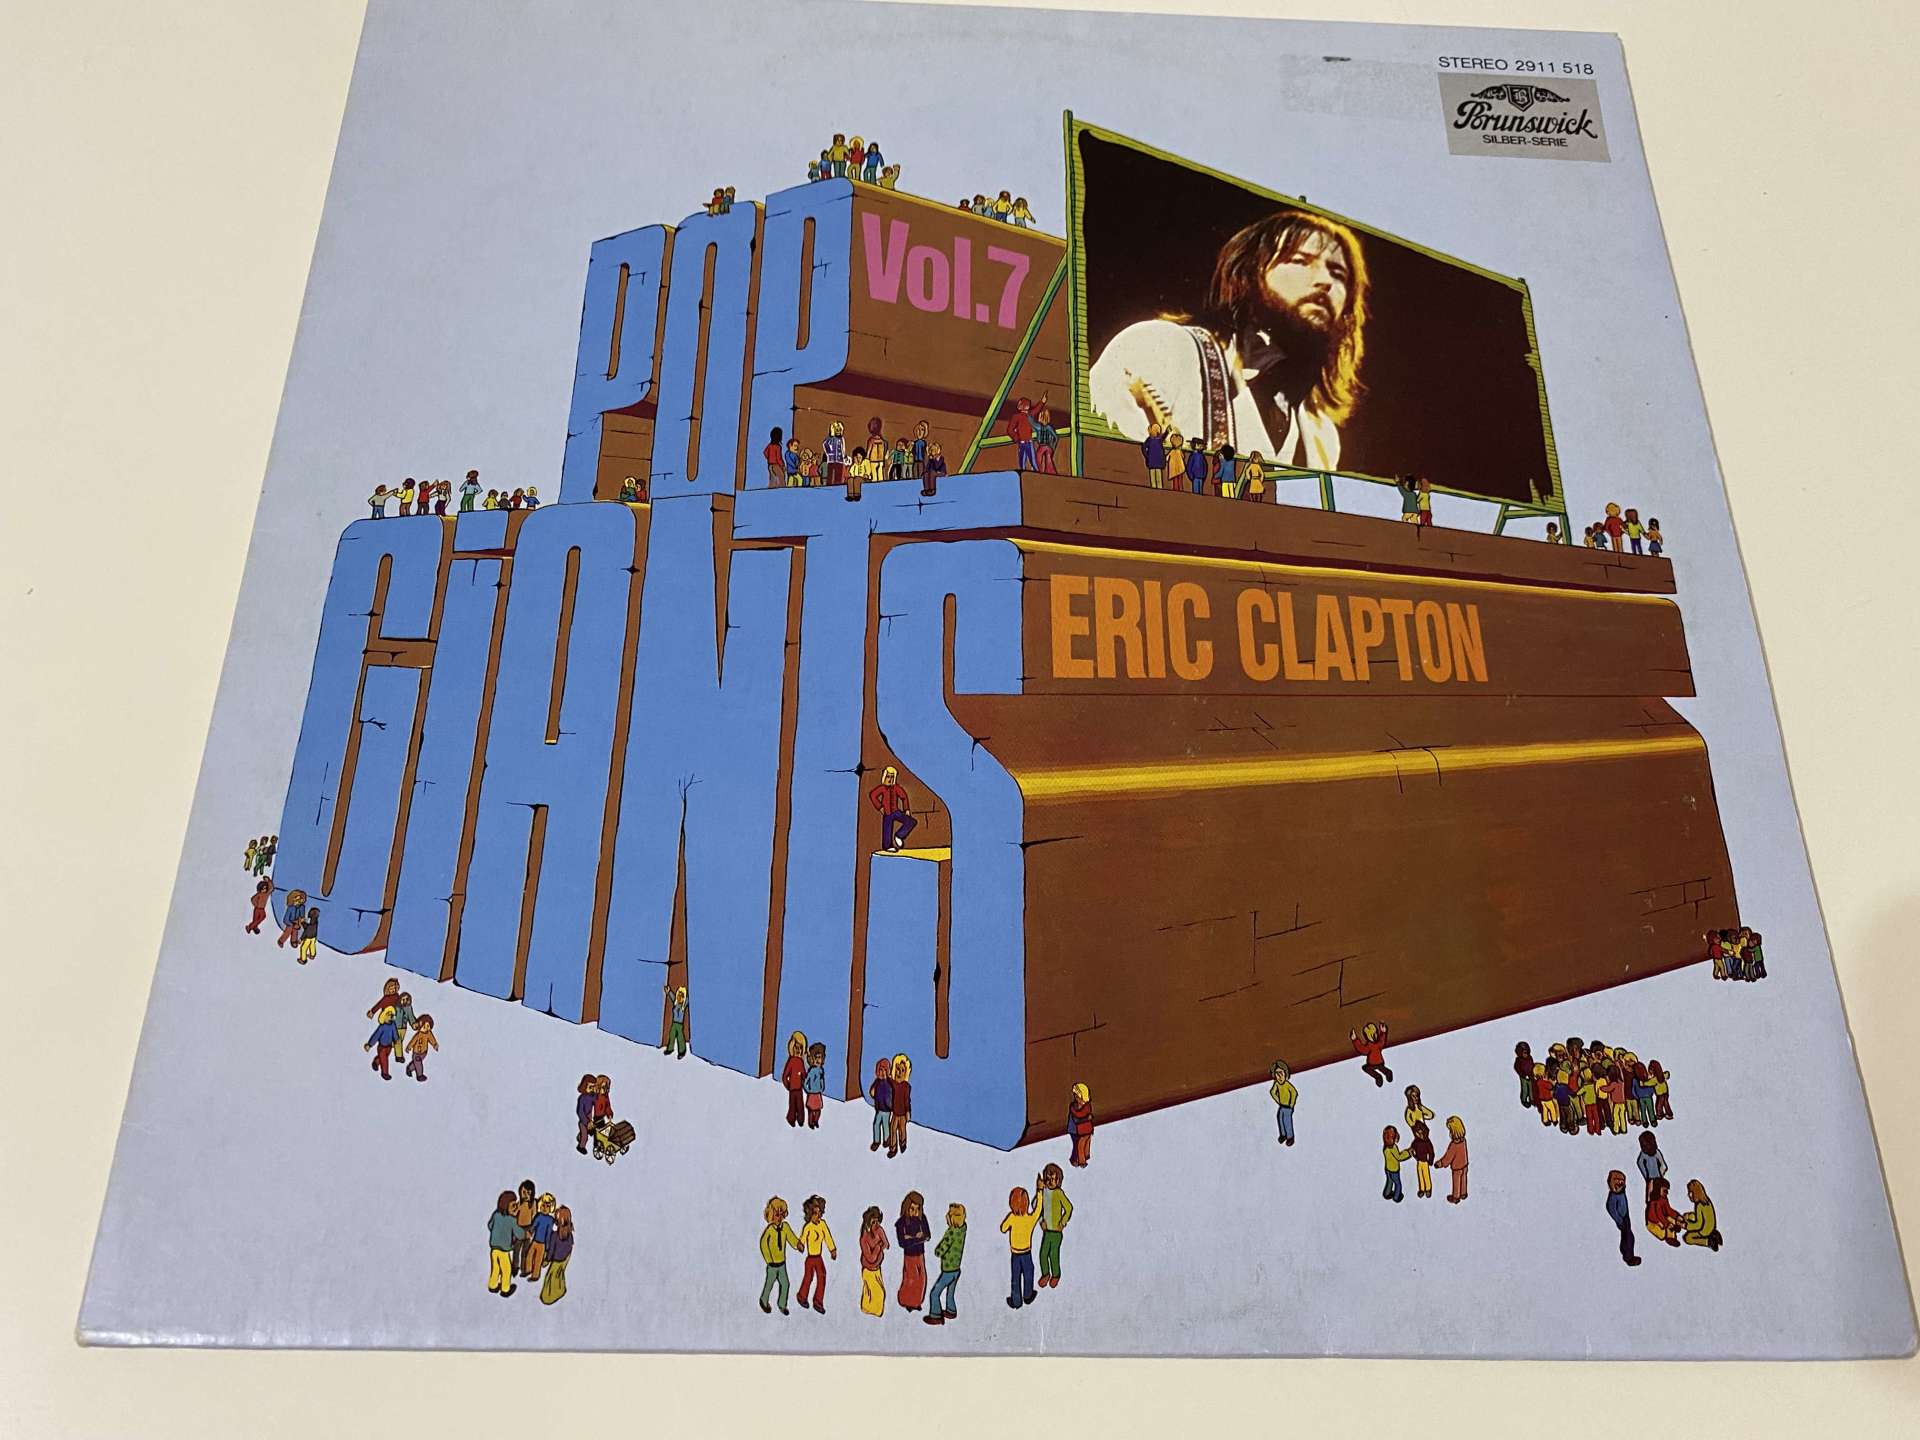 STEREO 2911 518
B
Brunswick
SILBER-SERIE
POP
Vol.7
GiANTS
ERIC CLAPTON